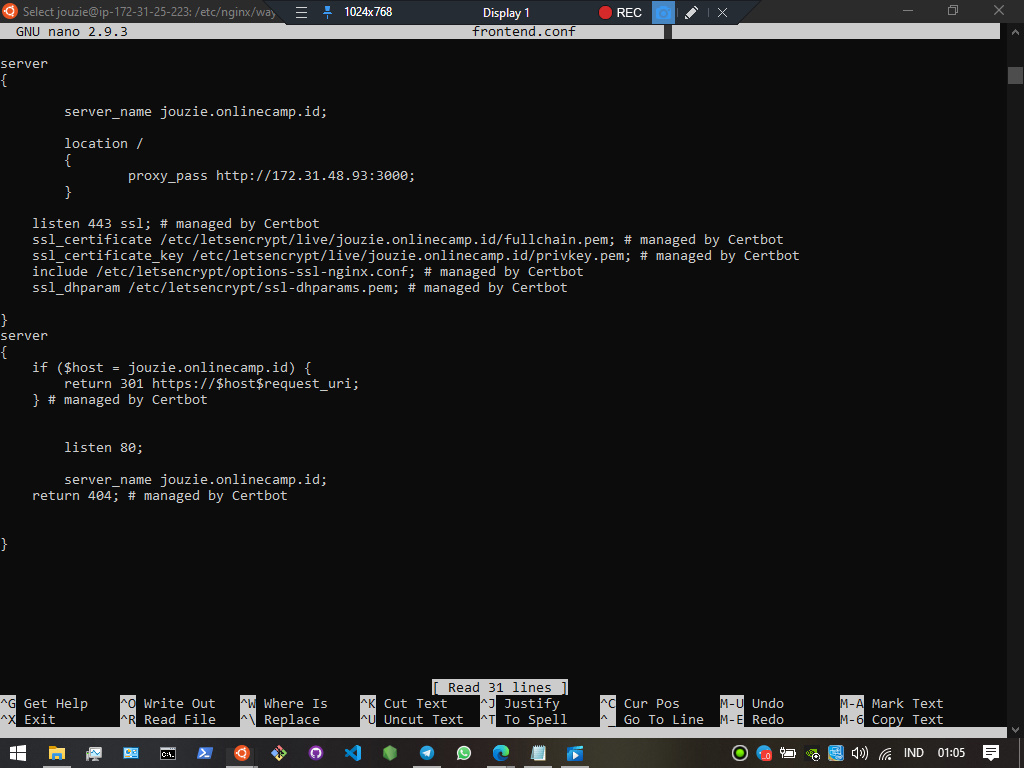 Select jouzie@ip-172-31-25-223: /etc/nginx/way
1024x768
Display 1
REC
GNU nano 2.9.3 frontend.conf
server
{
server_name jouzie.onlinecamp.id;
location /
{
proxy_pass http://172.31.48.93:3000;
}
listen 443 ssl; # managed by Certbot
ssl_certificate /etc/letsencrypt/live/jouzie.onlinecamp.id/fullchain.pem; # managed by Certbot
ssl_certificate_key /etc/letsencrypt/live/jouzie.onlinecamp.id/privkey.pem; # managed by Certbot
include /etc/letsencrypt/options-ssl-nginx.conf; # managed by Certbot
ssl_dhparam /etc/letsencrypt/ssl-dhparams.pem; # managed by Certbot
}
server
{
if ($host = jouzie.onlinecamp.id) {
return 301 https://$host$request_uri;
} # managed by Certbot
listen 80;
server_name jouzie.onlinecamp.id;
return 404; # managed by Certbot
}
[ Read 31 lines ]
^G Get Help ^O Write Out ^W Where Is ^K Cut Text ^J Justify ^C Cur Pos M-U Undo M-A Mark Text
^X Exit ^R Read File ^\ Replace ^U Uncut Text ^T To Spell ^_ Go To Line M-E Redo M-6 Copy Text
IND 01:05